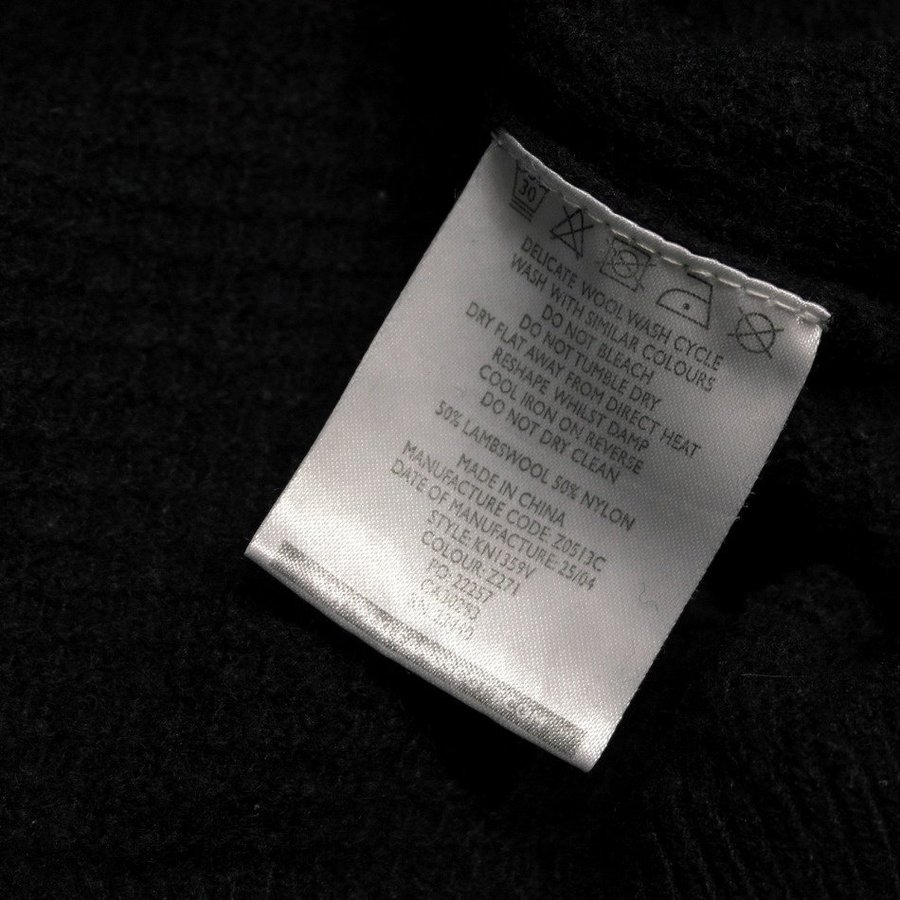 30
DELICATE WOOL WASH CYCLE
WASH WITH SIMILAR COLOURS
DO NOT BLEACH
DO NOT TUMBLE DRY
DRY FLAT AWAY FROM DIRECT HEAT
RESHAPE WHILST DAMP
COOL IRON ON REVERSE
DO NOT DRY CLEAN
50% LAMBSWOOL 50% NYLON
MADE IN CHINA
MANUFACTURE CODE: Z0513C
DATE OF MANUFACTURE: 25/04
STYLE: KN1359V
COLOUR: Z271
PO: 22257